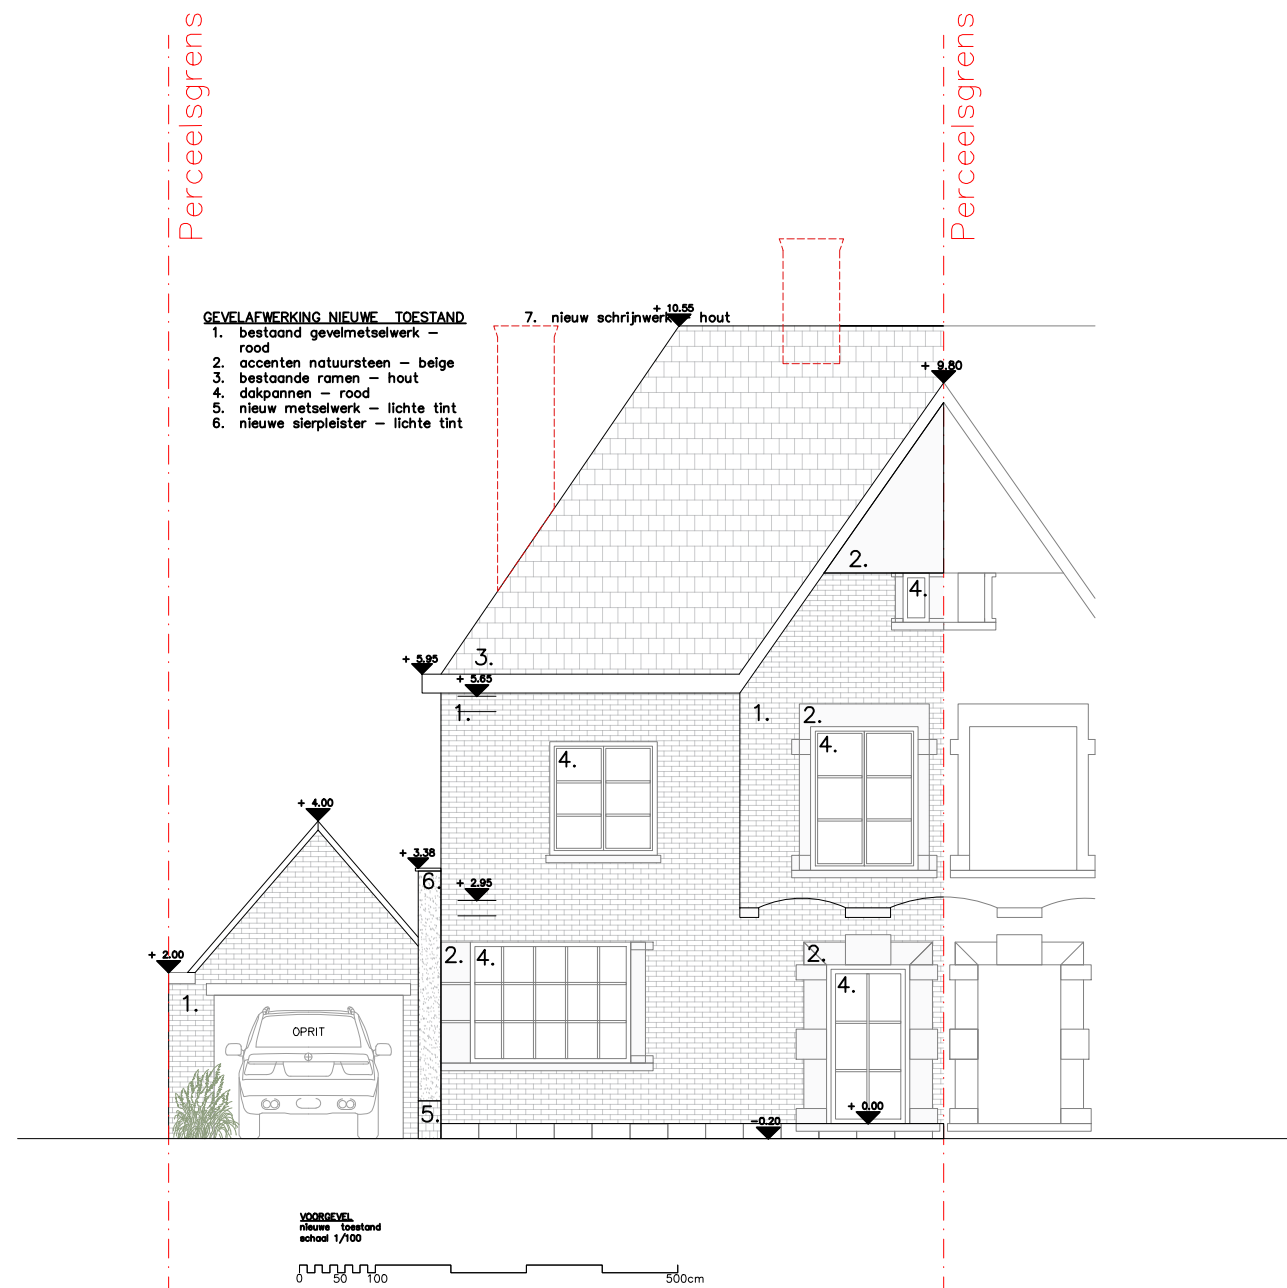 Perceelsgrens
Perceelsgrens
GEVELAFWERKING NIEUWE TOESTAND
1. bestaand gevelmetselwerk –
rood
2. accenten natuursteen – beige
3. bestaande ramen – hout
4. dakpannen – rood
5. nieuw metselwerk – lichte tint
6. nieuwe sierpleister – lichte tint
7. nieuw schrijnwerk hout
+ 10.55
+ 9.80
2.
4.
3.
+ 5.95
+ 5.65
1.
1.
2.
4.
4.
+ 4.00
+ 3.38
6.
+ 2.95
+ 2.00
2.
4.
2.
4.
1.
OPRIT
5.
+ 0.00
-0.20
VOORGEVEL
nieuwe toestand
schaal 1/100
0 50 100 500cm